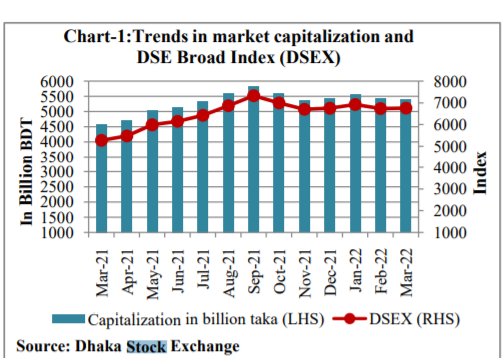 Chart-1:Trends in market capitalization and
DSE Broad Index (DSEX)
In Billion BDT
6000
5500
5000
4500
4000
3500
3000
2500
2000
1500
1000
8000
7000
6000
5000
4000
3000
2000
1000
Index
Mar-21
Apr-21
May-21
Jun-21
Jul-21
Aug-21
Sep-21
Oct-21
Nov-21
Dec-21
Jan-22
Feb-22
Mar-22
Capitalization in billion taka (LHS) DSEX (RHS)
Source: Dhaka Stock Exchange